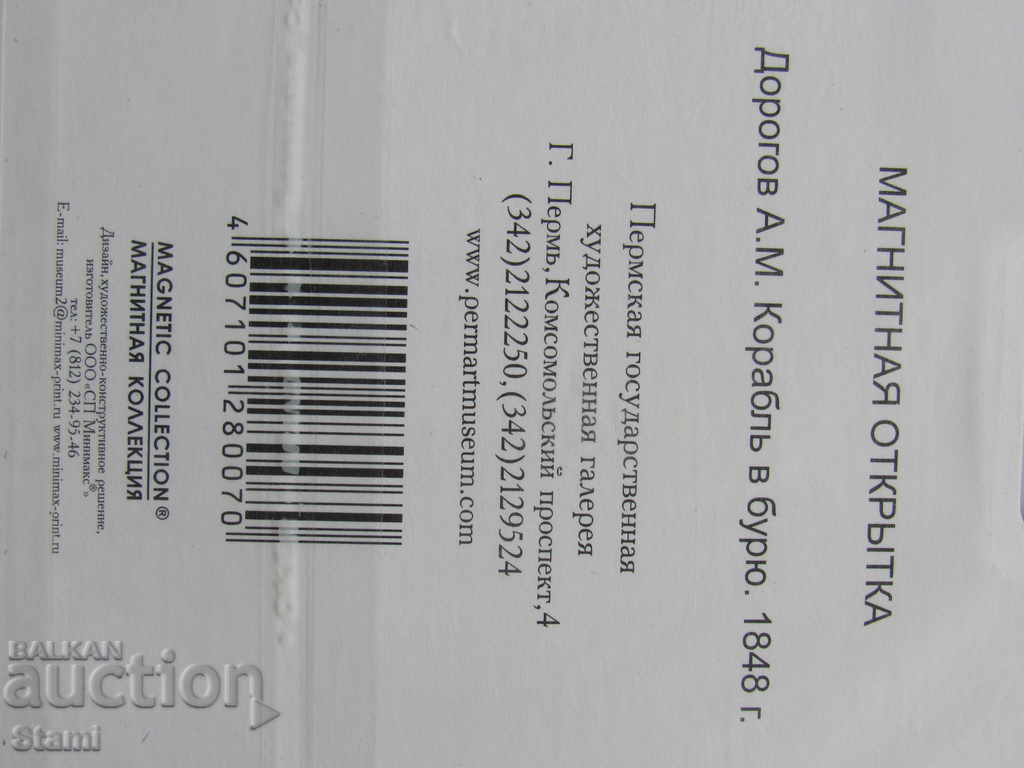 МАГНИТНАЯ ОТКРЫТКА
Дорогов А.М. Корабль в бурю. 1848 г.
Пермская государственная
художественная галерея
Г. Пермь,Комсомольский проспект,4
(342)2122250,(342)2129524
www.permartmuseum.com
4 607101 280070
MAGNETIC COLLECTION®
МАГНИТНАЯ КОЛЛЕКЦИЯ
Дизайн,художественно-конструктивное решение,
изготовитель ООО«СП Минимакс®»
тел: +7 (812) 234-95-46
E-mail: museum2@minimax-print.ru www.minimax-print.ru
BALKAN
auction
Stami